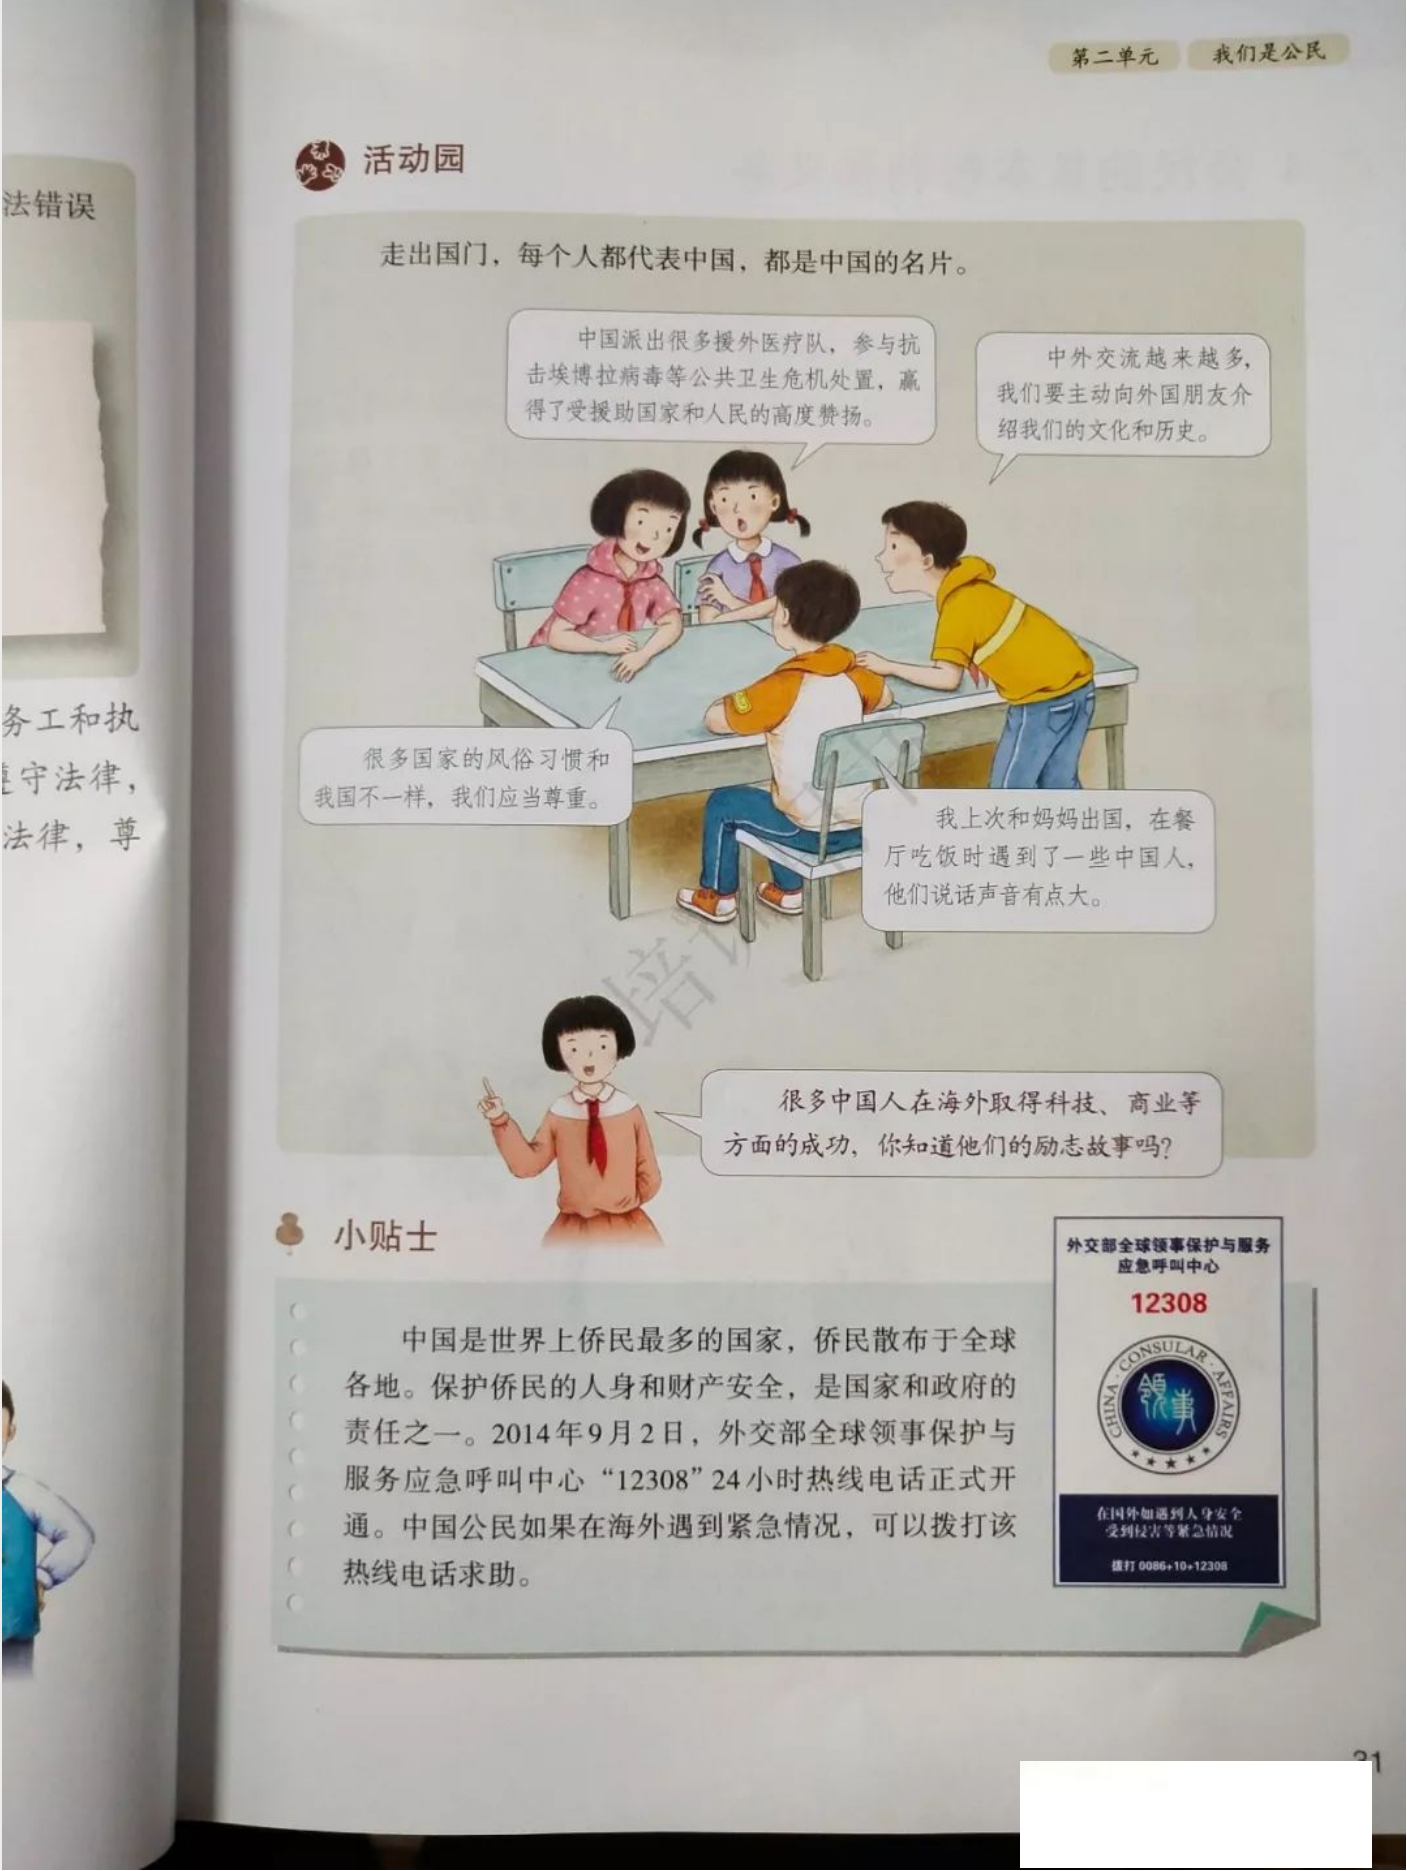 第二单元 我们是公民
法错误
务工和执
遵守法律，
法律，尊
活动园
走出国门，每个人都代表中国，都是中国的名片。
中国派出很多援外医疗队，参与抗
击埃博拉病毒等公共卫生危机处置，赢
得了受援助国家和人民的高度赞扬。
中外交流越来越多，
我们要主动向外国朋友介
绍我们的文化和历史。
很多国家的风俗习惯和
我国不一样，我们应当尊重。
我上次和妈妈出国，在餐
厅吃饭时遇到了一些中国人，
他们说话声音有点大。
很多中国人在海外取得科技、商业等
方面的成功，你知道他们的励志故事吗？
小贴士
中国是世界上侨民最多的国家，侨民散布于全球
各地。保护侨民的人身和财产安全，是国家和政府的
责任之一。2014年9月2日，外交部全球领事保护与
服务应急呼叫中心“12308”24小时热线电话正式开
通。中国公民如果在海外遇到紧急情况，可以拨打该
热线电话求助。
外交部全球领事保护与服务
应急呼叫中心
12308
CHINA · CONSULAR · AFFAIRS
領事
在国外如遇到人身安全
受到侵害等紧急情况
拨打 0086+10+12308
31